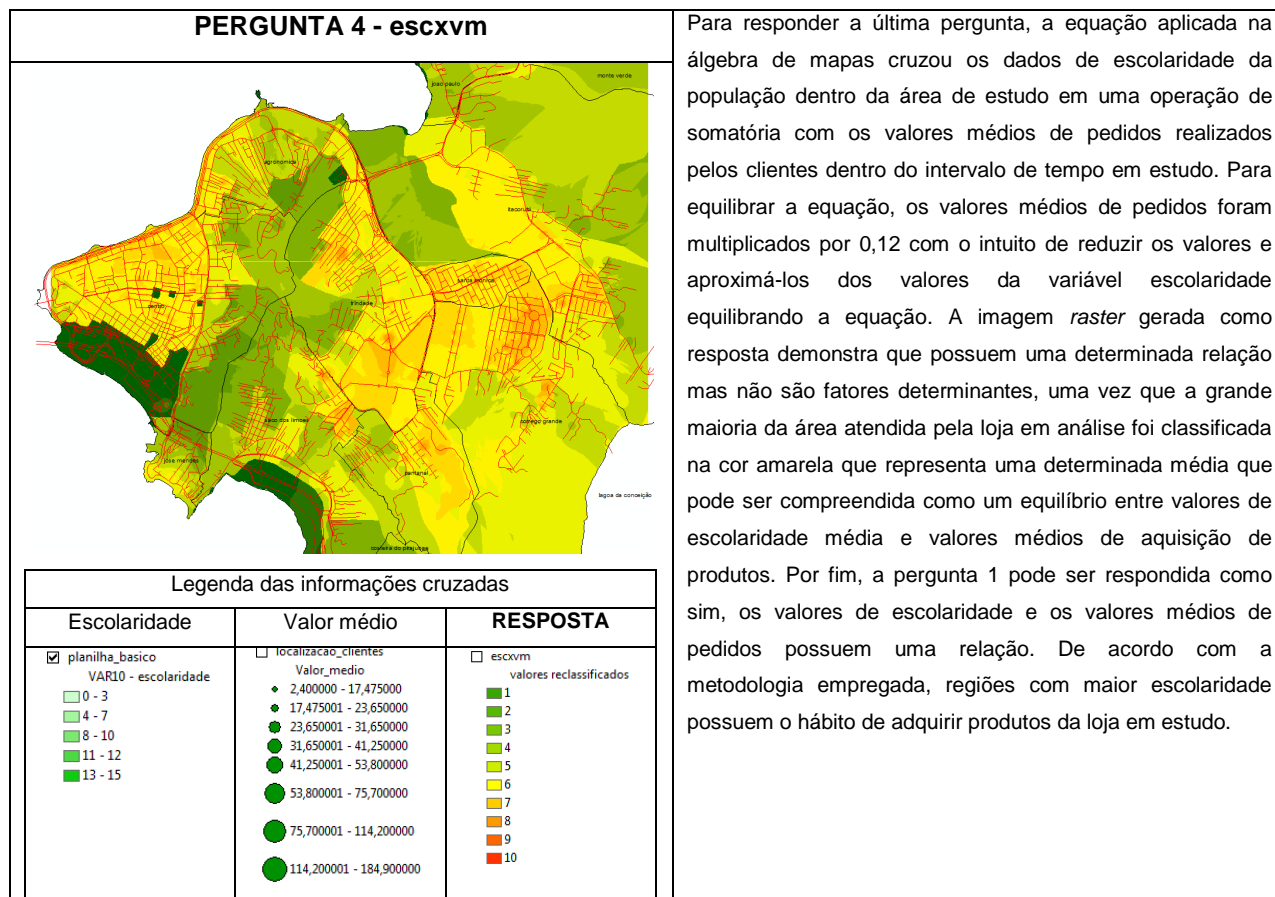 PERGUNTA 4 - escxvm
monte verde
joao paulo
agronomica
itacorubi
santa monica
centro
trindade
saco dos limoes
corrego grande
jose mendes
pantanal
lagoa da conceição
costeira do pirajubae
Legenda das informações cruzadas
Escolaridade
Valor médio
RESPOSTA
planilha_basico
VAR10 - escolaridade
0 - 3
4 - 7
8 - 10
11 - 12
13 - 15
localizacao_clientes
Valor_medio
2,400000 - 17,475000
17,475001 - 23,650000
23,650001 - 31,650000
31,650001 - 41,250000
41,250001 - 53,800000
53,800001 - 75,700000
75,700001 - 114,200000
114,200001 - 184,900000
escxvm
valores reclassificados
1
2
3
4
5
6
7
8
9
10
Para responder a última pergunta, a equação aplicada na
álgebra de mapas cruzou os dados de escolaridade da
população dentro da área de estudo em uma operação de
somatória com os valores médios de pedidos realizados
pelos clientes dentro do intervalo de tempo em estudo. Para
equilibrar a equação, os valores médios de pedidos foram
multiplicados por 0,12 com o intuito de reduzir os valores e
aproximá-los dos valores da variável escolaridade
equilibrando a equação. A imagem raster gerada como
resposta demonstra que possuem uma determinada relação
mas não são fatores determinantes, uma vez que a grande
maioria da área atendida pela loja em análise foi classificada
na cor amarela que representa uma determinada média que
pode ser compreendida como um equilíbrio entre valores de
escolaridade média e valores médios de aquisição de
produtos. Por fim, a pergunta 1 pode ser respondida como
sim, os valores de escolaridade e os valores médios de
pedidos possuem uma relação. De acordo com a
metodologia empregada, regiões com maior escolaridade
possuem o hábito de adquirir produtos da loja em estudo.